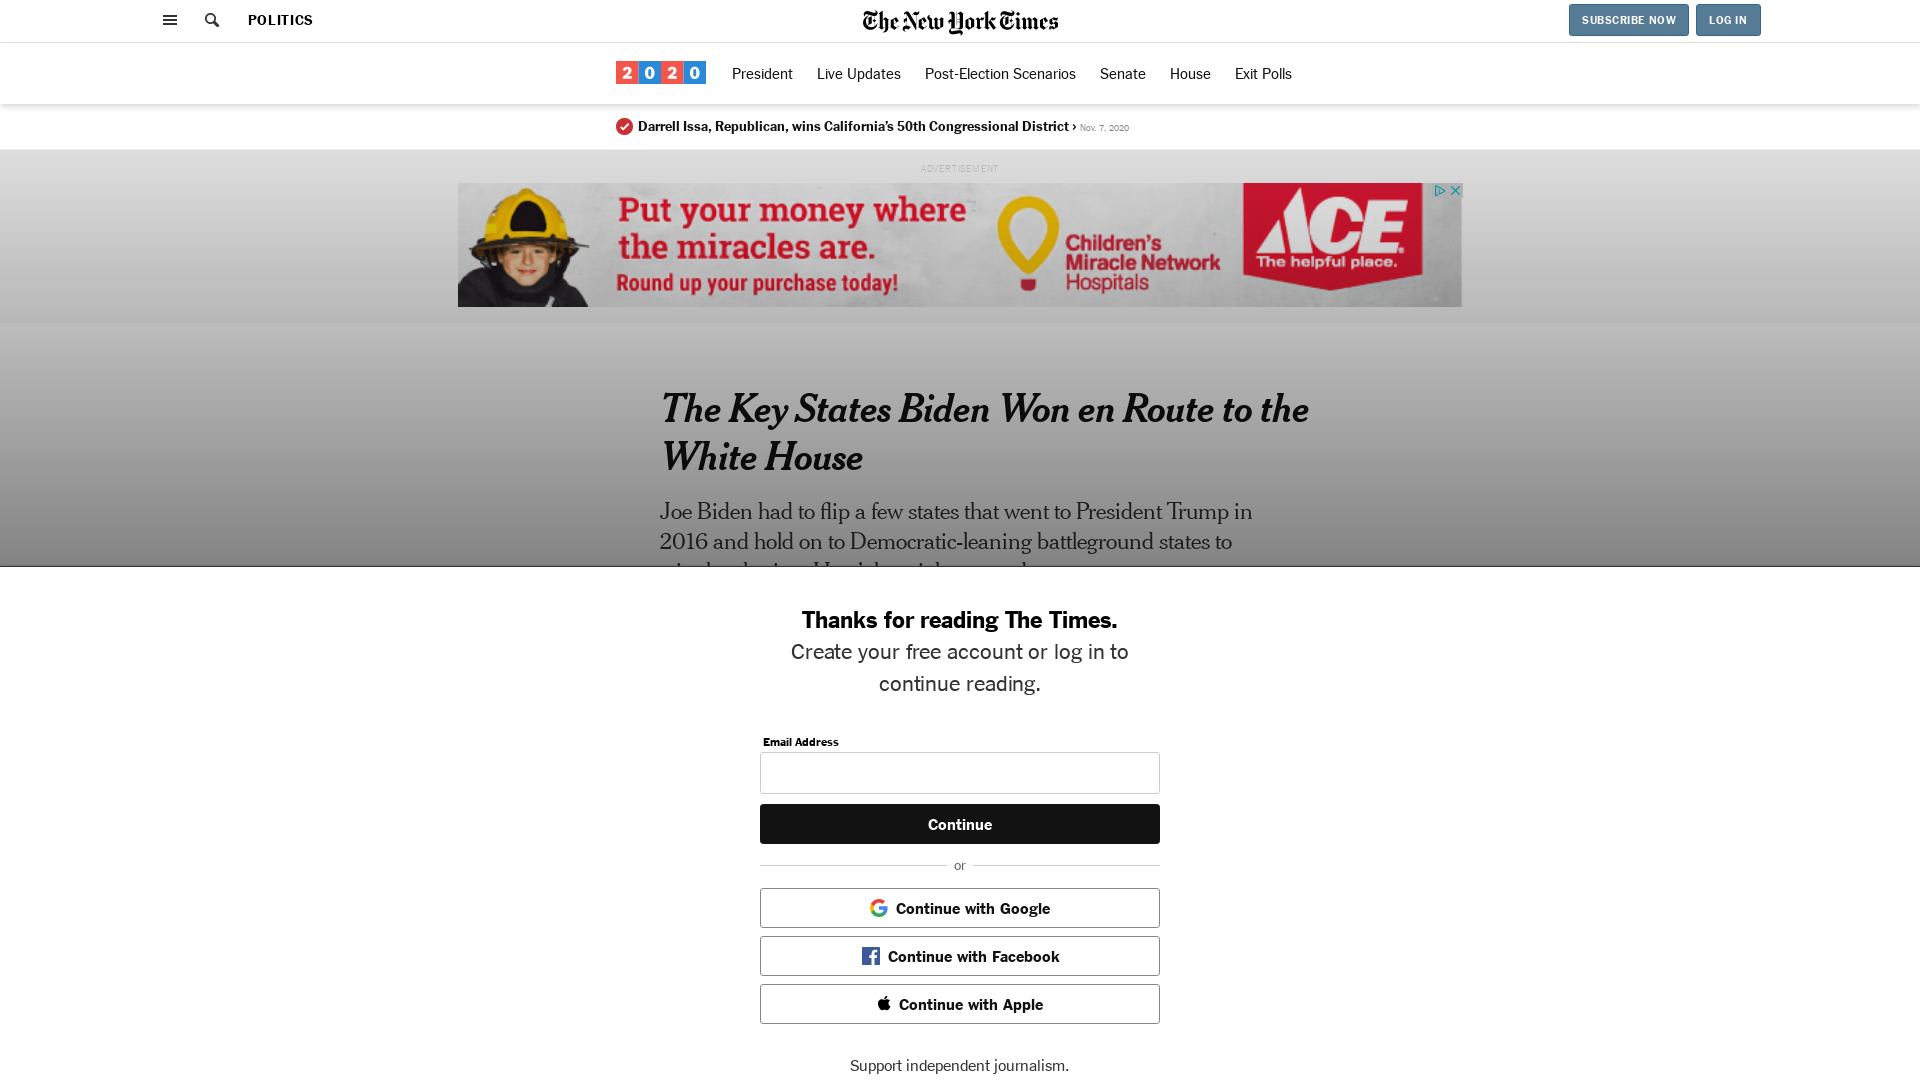 POLITICS
The New York Times
SUBSCRIBE NOW
LOG IN
2020
President
Live Updates
Post-Election Scenarios
Senate
House
Exit Polls
Darrell Issa, Republican, wins California’s 50th Congressional District › Nov. 7, 2020
ADVERTISEMENT
Put your money where
the miracles are.
Round up your purchase today!
Children's
Miracle Network
Hospitals
ACE
The helpful place.
The Key States Biden Won en Route to the
White House
Joe Biden had to flip a few states that went to President Trump in
2016 and hold on to Democratic-leaning battleground states to
Thanks for reading The Times.
Create your free account or log in to
continue reading.
Email Address
Continue
or
Continue with Google
Continue with Facebook
Continue with Apple
Support independent journalism.